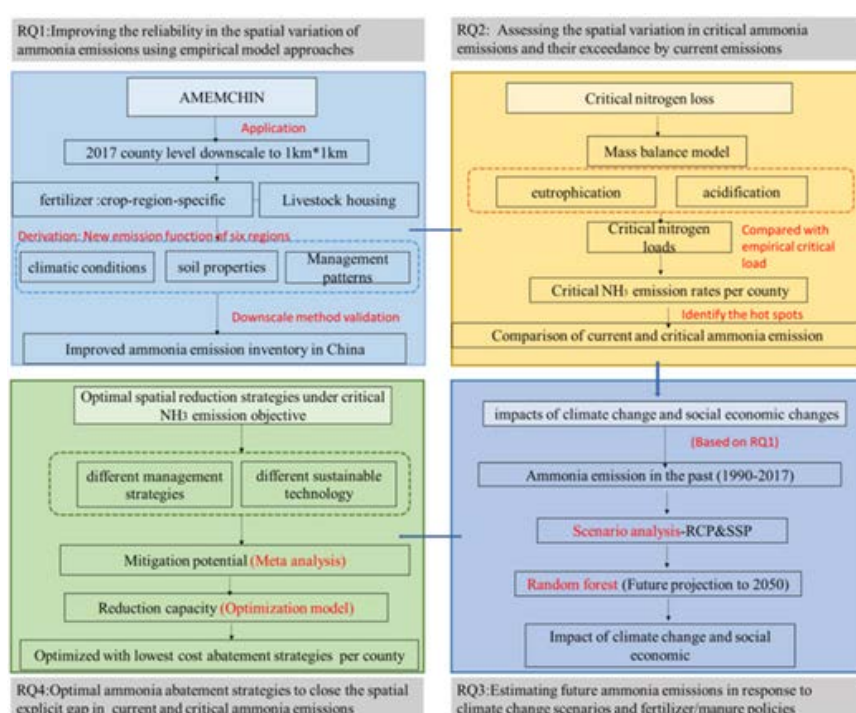 RQ1:Improving the reliability in the spatial variation of
ammonia emissions using empirical model approaches
AMEMCHIN
Application
2017 county level downscale to 1km*1km
fertilizer :crop-region-specific
Livestock housing
Derivation: New emission function of six regions
climatic conditions
soil properties
Management
patterns
Downscale method validation
Improved ammonia emission inventory in China
RQ2: Assessing the spatial variation in critical ammonia
emissions and their exceedance by current emissions
Critical nitrogen loss
Mass balance model
eutrophication
acidification
Critical nitrogen
loads
Compared with
empirical critical
load
Critical NH3 emission rates per county
Identify the hot spots
Comparison of current and critical ammonia emission
impacts of climate change and social economic changes
(Based on RQ1)
Ammonia emission in the past (1990-2017)
Scenario analysis-RCP&SSP
Random forest (Future projection to 2050)
Impact of climate change and social
economic
RQ3:Estimating future ammonia emissions in response to
climate change scenarios and fertilizer/manure policies
Optimal spatial reduction strategies under critical
NH3 emission objective
different management
strategies
different sustainable
technology
Mitigation potential (Meta analysis)
Reduction capacity (Optimization model)
Optimized with lowest cost abatement strategies per county
RQ4:Optimal ammonia abatement strategies to close the spatial
explicit gap in current and critical ammonia emissions